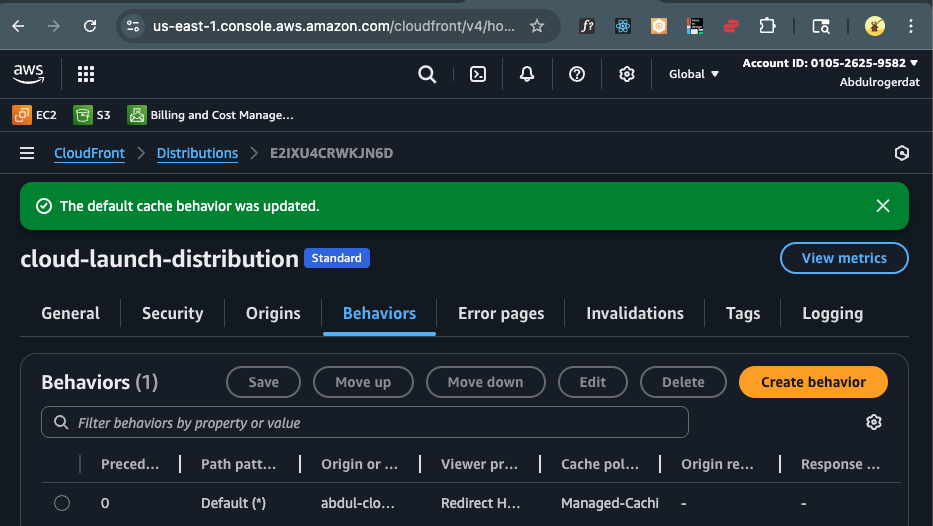 us-east-1.console.aws.amazon.com/cloudfront/v4/ho...
f?
aws
Global
Account ID: 0105-2625-9582
Abdulrogerdat
EC2
S3
Billing and Cost Manage...
CloudFront
Distributions
E2IXU4CRWKJN6D
The default cache behavior was updated.
cloud-launch-distribution
Standard
View metrics
General
Security
Origins
Behaviors
Error pages
Invalidations
Tags
Logging
Behaviors (1)
Save
Move up
Move down
Edit
Delete
Create behavior
Filter behaviors by property or value
Preced...
Path patt...
Origin or ...
Viewer pr...
Cache pol...
Origin re...
Response ...
0
Default (*)
abdul-clo...
Redirect H...
Managed-Cachi
-
-